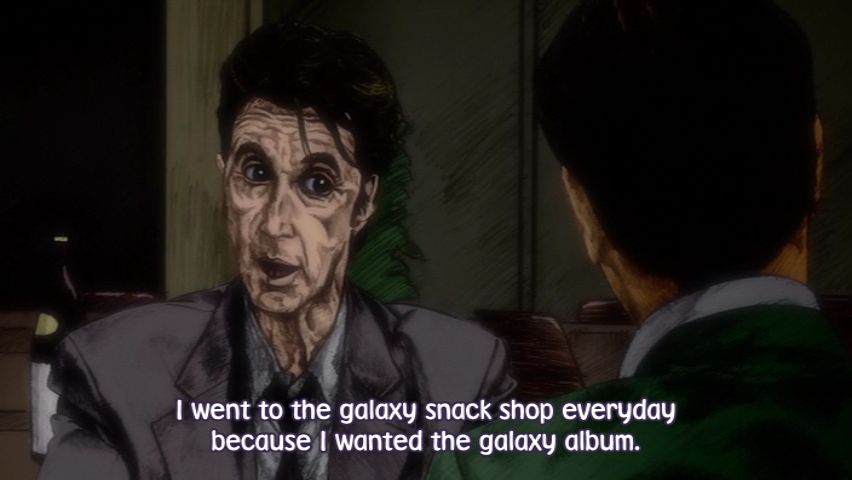 I went to the galaxy snack shop everyday
because I wanted the galaxy album.